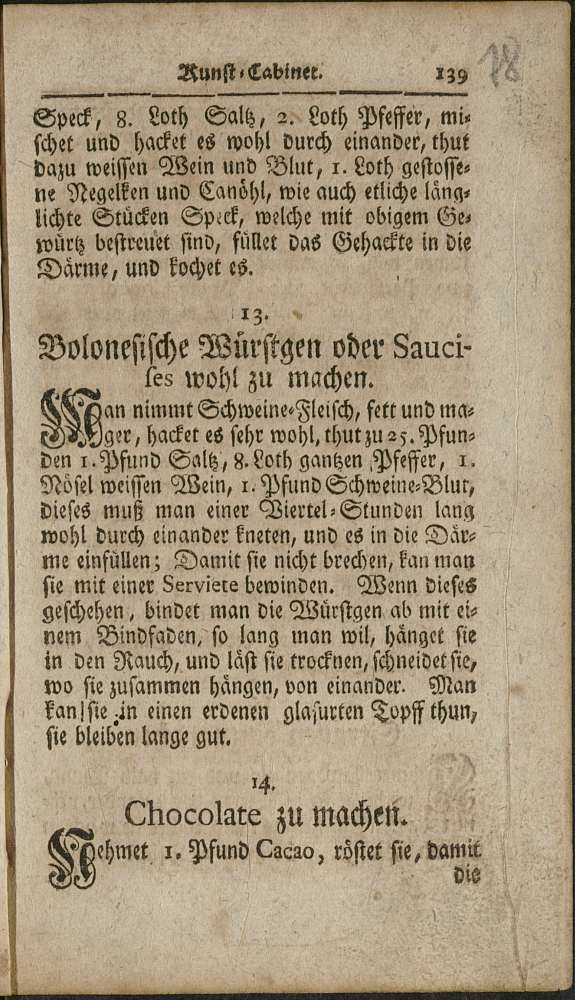 Kunst-Cabinet. 139
18
Speck, 8. Loth Saltz, 2. Loth Pfeffer, mi-
schet und hacket es wohl durch einander, thut
dazu weissen Wein und Blut, 1. Loth gestosse-
ne Negelken und Canöhl, wie auch etliche läng-
lichte Stücken Speck, welche mit obigem Ge-
würtz bestreuet sind, füllet das Gehackte in die
Därme, und kochet es.
13.
Bolonesische Würstgen oder Sauci-
ses wohl zu machen.
Man nimmt Schweine-Fleisch, fett und ma-
ger, hacket es sehr wohl, thut zu 25. Pfun-
den 1. Pfund Saltz, 8. Loth gantzen Pfeffer, 1.
Nösel weissen Wein, 1. Pfund Schweine-Blut,
dieses muß man einer Viertel-Stunden lang
wohl durch einander kneten, und es in die Där-
me einfüllen; Damit sie nicht brechen, kan man
sie mit einer Serviete bewinden. Wenn dieses
geschehen, bindet man die Würstgen ab mit ei-
nem Bindfaden, so lang man wil, hänget sie
in den Rauch, und läst sie trocknen, schneidet sie,
wo sie zusammen hängen, von einander. Man
kan sie in einen erdenen glasurten Topff thun,
sie bleiben lange gut.
14.
Chocolate zu machen.
Nehmet 1. Pfund Cacao, röstet sie, damit
die